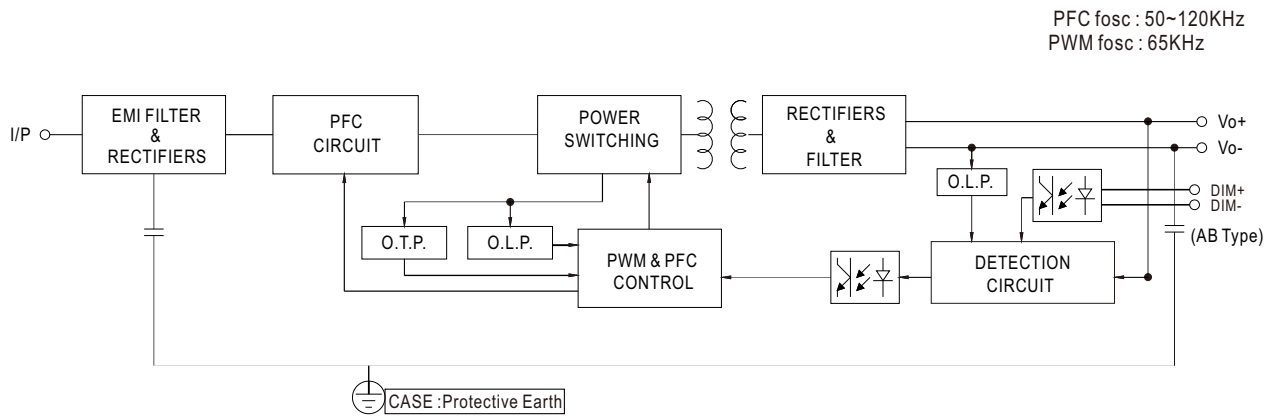 PFC fosc : 50~120KHz
PWM fosc : 65KHz
I/P
EMI FILTER
&
RECTIFIERS
PFC
CIRCUIT
POWER
SWITCHING
RECTIFIERS
&
FILTER
Vo+
Vo-
O.L.P.
DIM+
DIM-
(AB Type)
O.T.P.
O.L.P.
PWM & PFC
CONTROL
DETECTION
CIRCUIT
CASE :Protective Earth